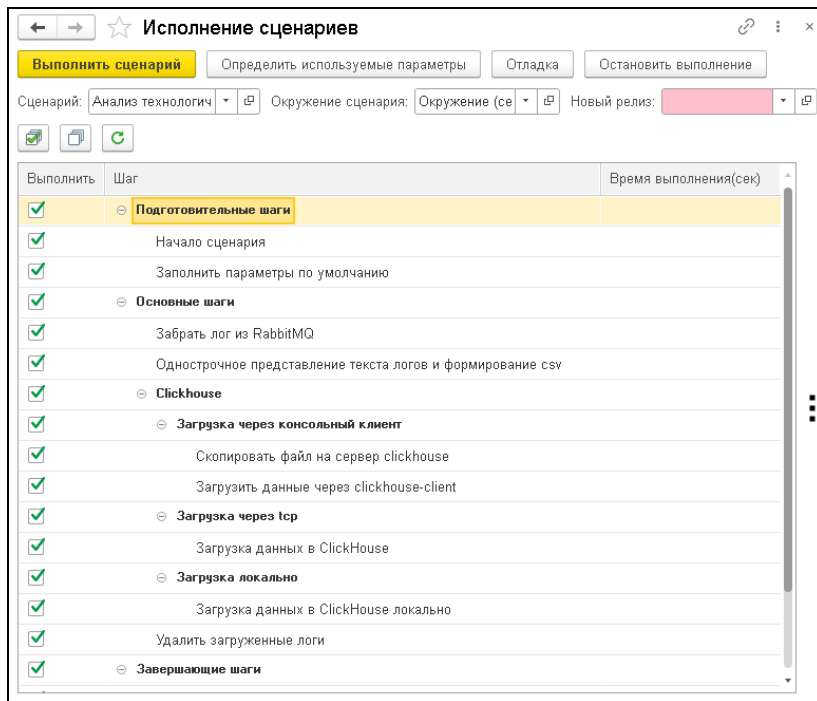 Исполнение сценариев
Выполнить сценарий Определить используемые параметры Отладка Остановить выполнение
Сценарий: Анализ технологич Окружение сценария: Окружение (се Новый релиз:
Выполнить Шаг Время выполнения(сек)
Подготовительные шаги
Начало сценария
Заполнить параметры по умолчанию
Основные шаги
Забрать лог из RabbitMQ
Однострочное представление текста логов и формирование csv
Clickhouse
Загрузка через консольный клиент
Скопировать файл на сервер clickhouse
Загрузить данные через clickhouse-client
Загрузка через tcp
Загрузка данных в ClickHouse
Загрузка локально
Загрузка данных в ClickHouse локально
Удалить загруженные логи
Завершающие шаги